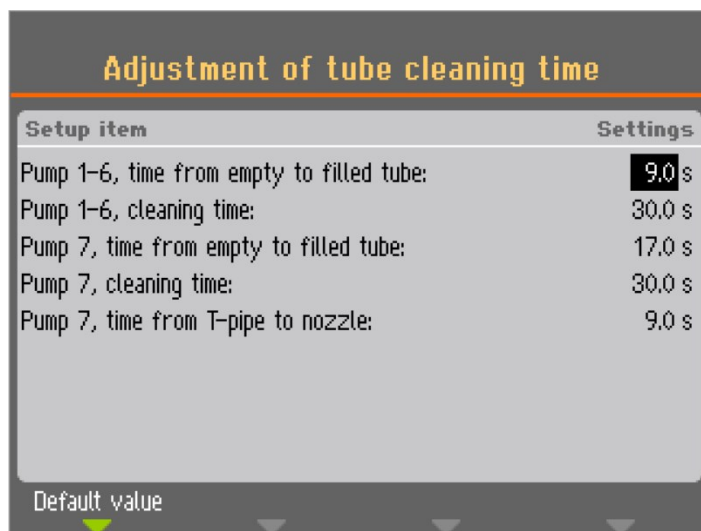 Adjustment of tube cleaning time
Setup item Settings
Pump 1-6, time from empty to filled tube: 9.0 s
Pump 1-6, cleaning time: 30.0 s
Pump 7, time from empty to filled tube: 17.0 s
Pump 7, cleaning time: 30.0 s
Pump 7, time from T-pipe to nozzle: 9.0 s
Default value